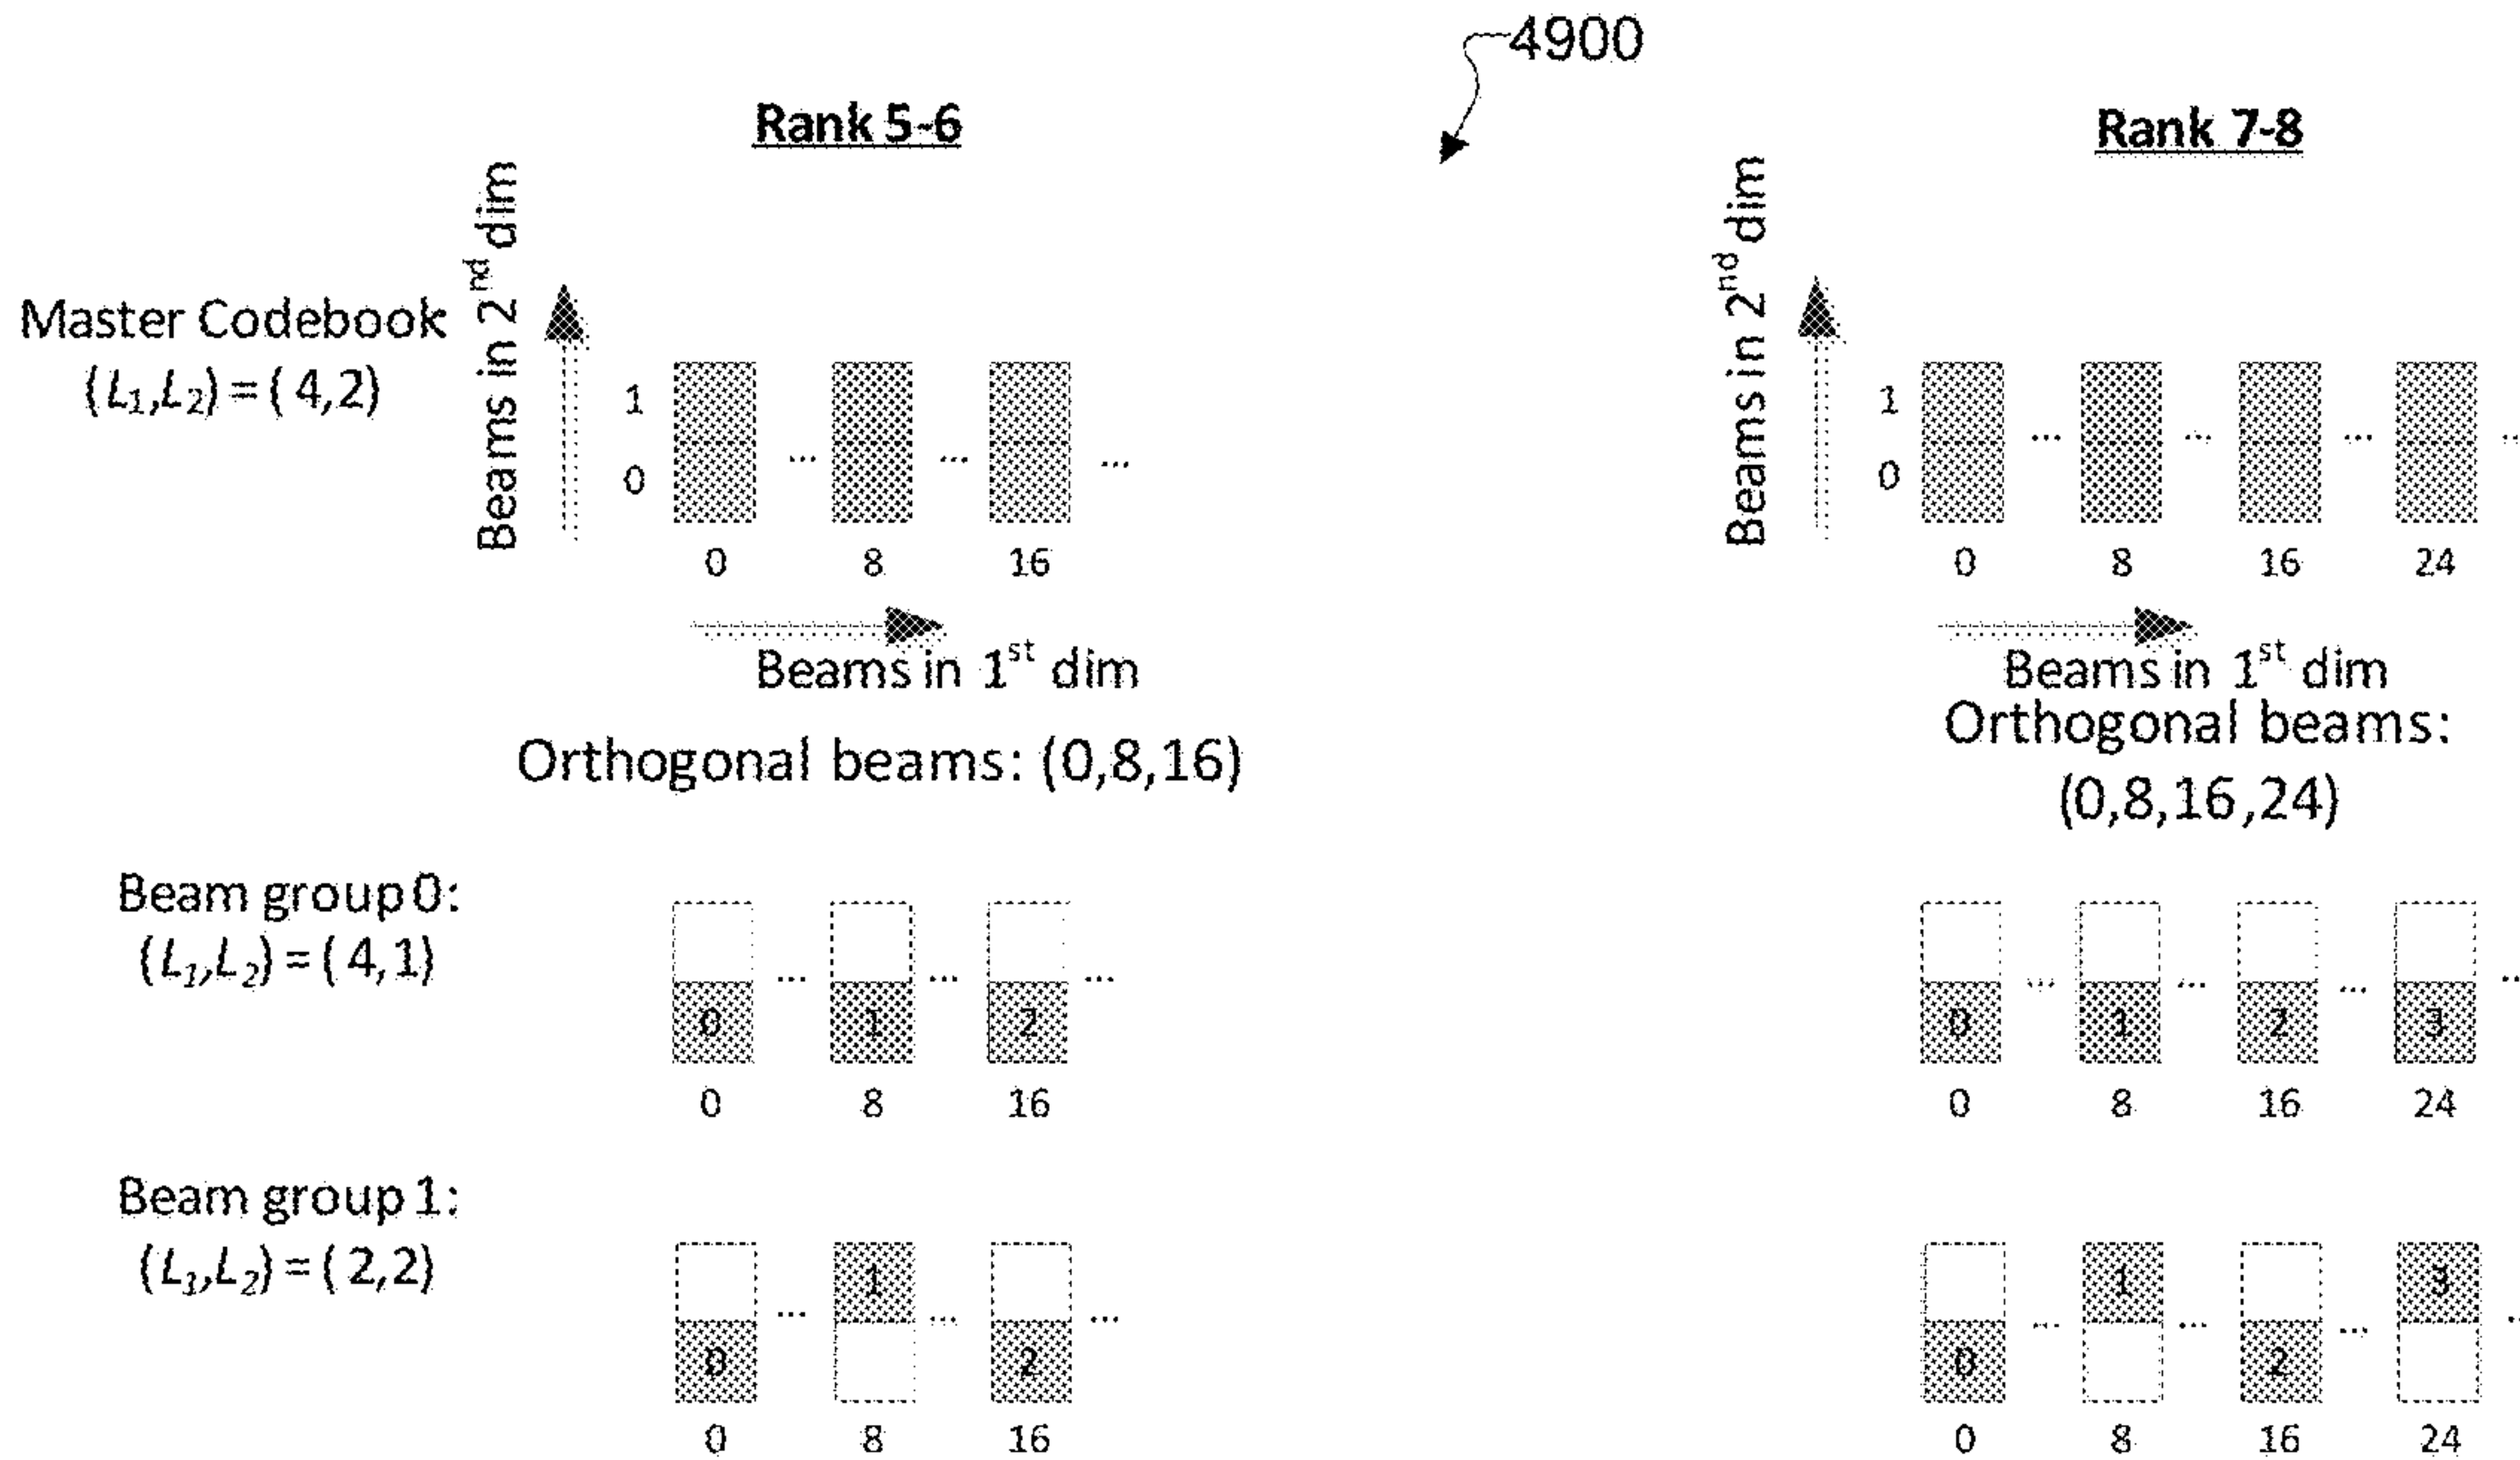 4900
Rank 5-6
Rank 7-8
Master Codebook
(L₁,L₂) = (4,2)
Beams in 2ⁿᵈ dim
1
0
... ... ...
0 8 16
Beams in 1ˢᵗ dim
Orthogonal beams: (0,8,16)
Beams in 2ⁿᵈ dim
1
0
... ... ... ...
0 8 16 24
Beams in 1ˢᵗ dim
Orthogonal beams:
(0,8,16,24)
Beam group 0:
(L₁,L₂) = (4,1)
0 ... 1 ... 2 ...
0 8 16
0 ... 1 ... 2 ... 3 ...
0 8 16 24
Beam group 1:
(L₁,L₂) = (2,2)
1
... ... ...
0 2
0 8 16
1 3
... ... ... ...
0 2
0 8 16 24